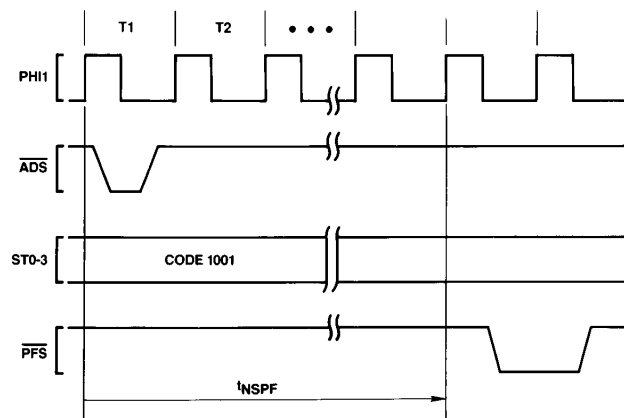 T1 T2 • • •
PHI1
ADS
ST0-3 CODE 1001
PFS
tNSPF